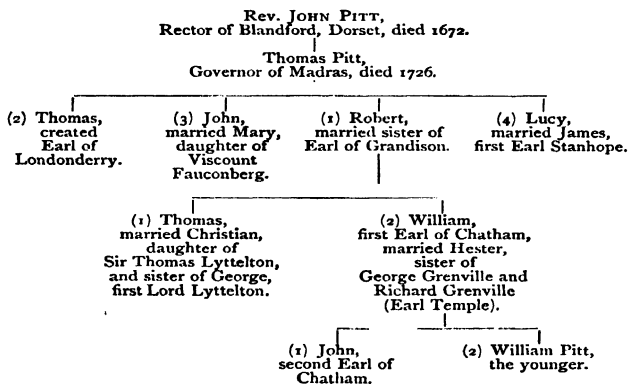 Rev. JOHN PITT,
Rector of Blandford, Dorset, died 1672.
Thomas Pitt,
Governor of Madras, died 1726.
(2) Thomas,
created
Earl of
Londonderry.
(3) John,
married Mary,
daughter of
Viscount
Fauconberg.
(1) Robert,
married sister of
Earl of Grandison.
(4) Lucy,
married James,
first Earl Stanhope.
(1) Thomas,
married Christian,
daughter of
Sir Thomas Lyttelton,
and sister of George,
first Lord Lyttelton.
(2) William,
first Earl of Chatham,
married Hester,
sister of
George Grenville and
Richard Grenville
(Earl Temple).
(1) John,
second Earl of
Chatham.
(2) William Pitt,
the younger.